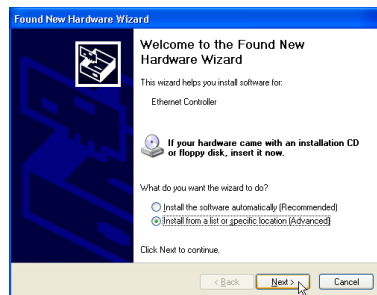 Found New Hardware Wizard
Welcome to the Found New
Hardware Wizard
This wizard helps you install software for:
Ethernet Controller
If your hardware came with an installation CD
or floppy disk, insert it now.
What do you want the wizard to do?
Install the software automatically (Recommended)
Install from a list or specific location (Advanced)
Click Next to continue.
< Back Next > Cancel